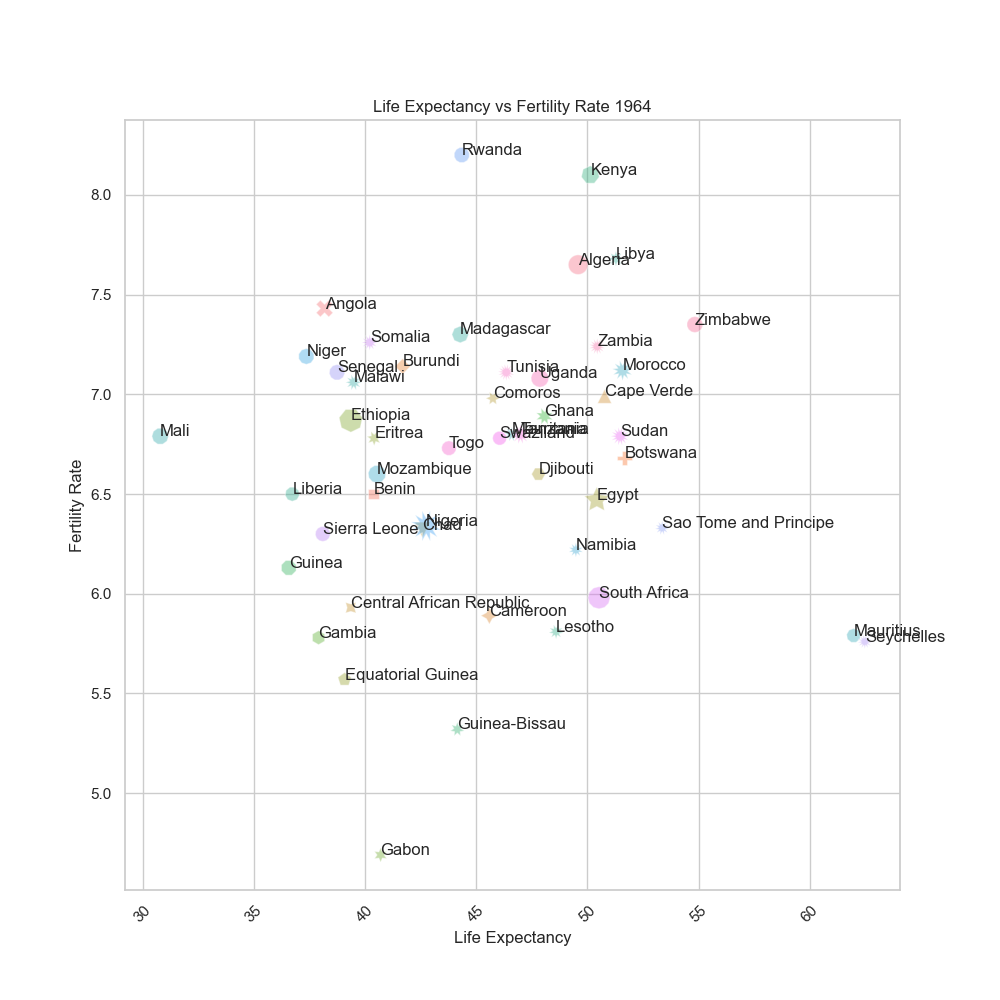 Life Expectancy vs Fertility Rate 1964
Rwanda
Kenya
8.0
Libya
Algeria
7.5
Angola
Zimbabwe
Madagascar
Somalia
Zambia
Niger
Burundi
Morocco
Senegal
Tunisia
Uganda
Malawi
7.0
Comoros
Cape Verde
Ethiopia
Ghana
Mali
Eritrea
Swaziland
Mauritania
Tanzania
Sudan
Togo
Botswana
Mozambique
Djibouti
Liberia
Benin
6.5
Egypt
Nigeria
Chad
Sierra Leone
Sao Tome and Principe
Namibia
Guinea
6.0
South Africa
Central African Republic
Cameroon
Gambia
Lesotho
Mauritius
Seychelles
5.5
Equatorial Guinea
Guinea-Bissau
5.0
Gabon
Fertility Rate
30
35
40
45
50
55
60
Life Expectancy